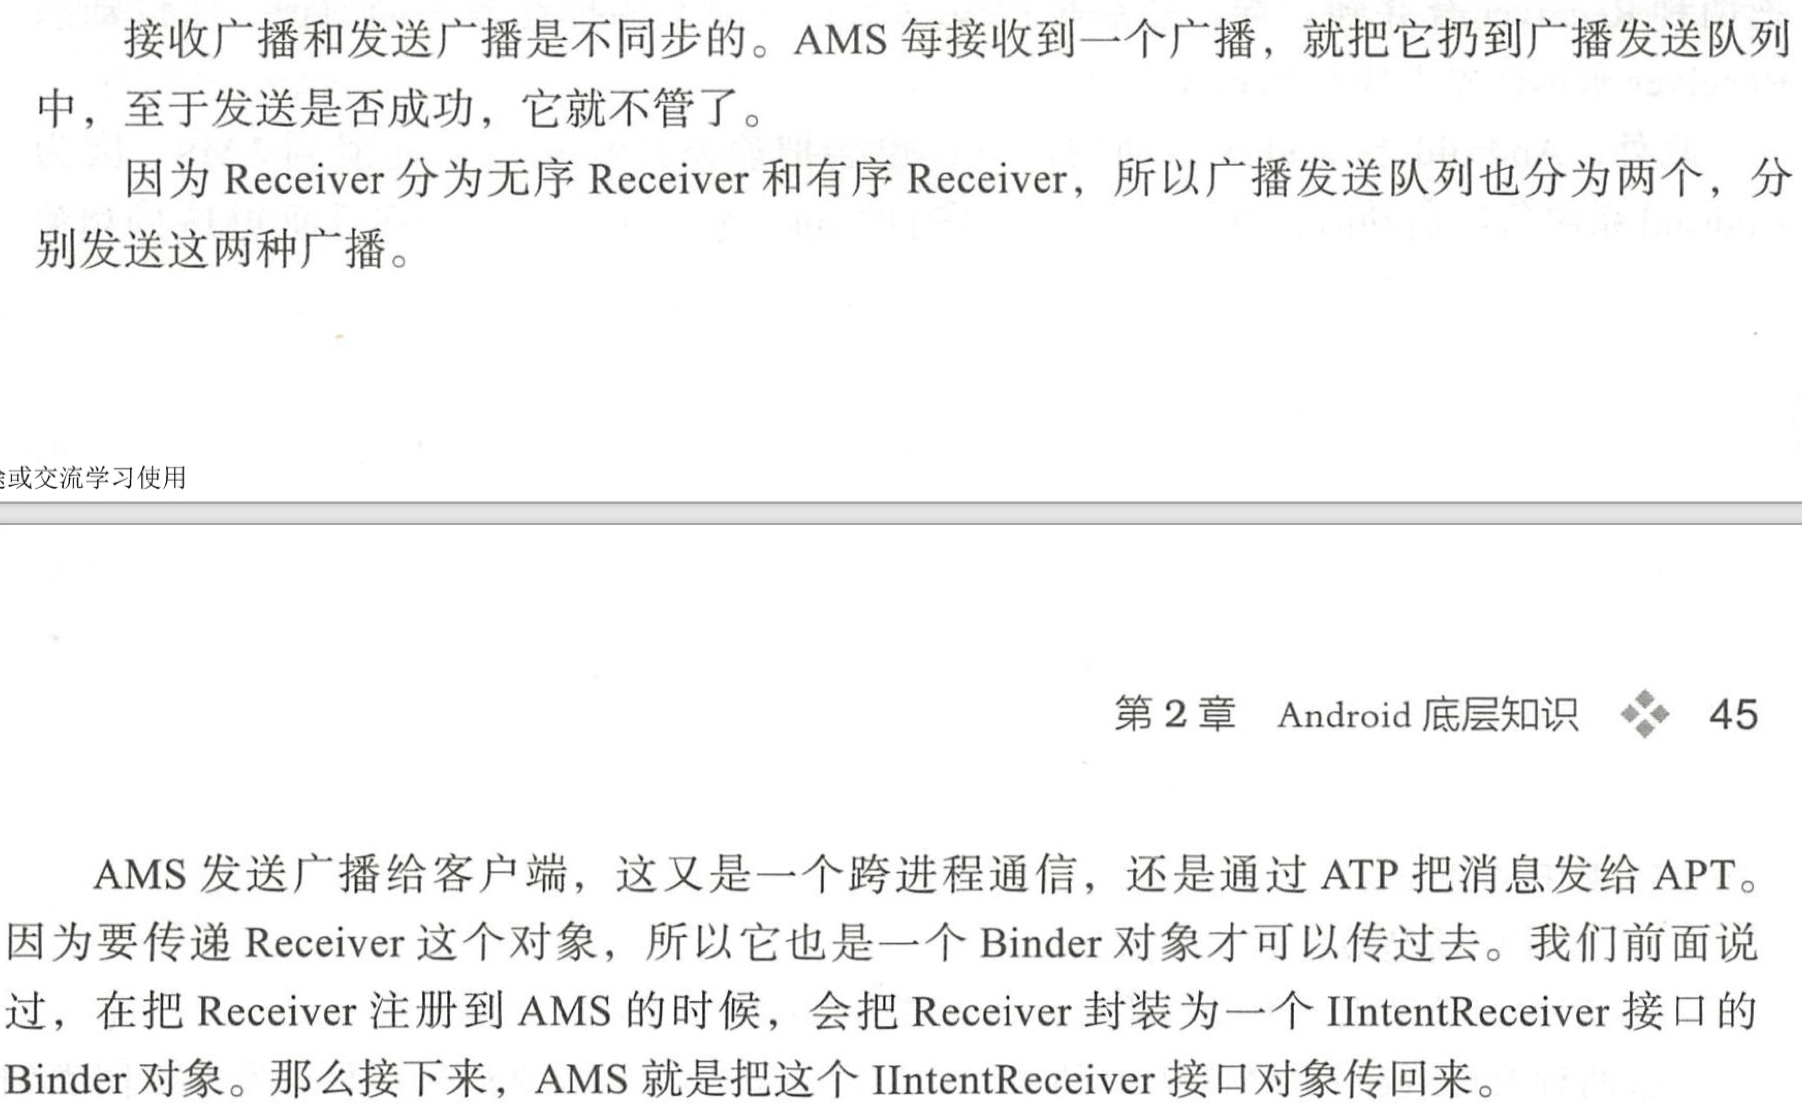 接收广播和发送广播是不同步的。AMS 每接收到一个广播，就把它扔到广播发送队列
中，至于发送是否成功，它就不管了。
因为 Receiver 分为无序 Receiver 和有序 Receiver，所以广播发送队列也分为两个，分
别发送这两种广播。
或交流学习使用
第 2 章 Android 底层知识 45
AMS 发送广播给客户端，这又是一个跨进程通信，还是通过 ATP 把消息发给 APT。
因为要传递 Receiver 这个对象，所以它也是一个 Binder 对象才可以传过去。我们前面说
过，在把 Receiver 注册到 AMS 的时候，会把 Receiver 封装为一个 IIntentReceiver 接口的
Binder 对象。那么接下来，AMS 就是把这个 IIntentReceiver 接口对象传回来。